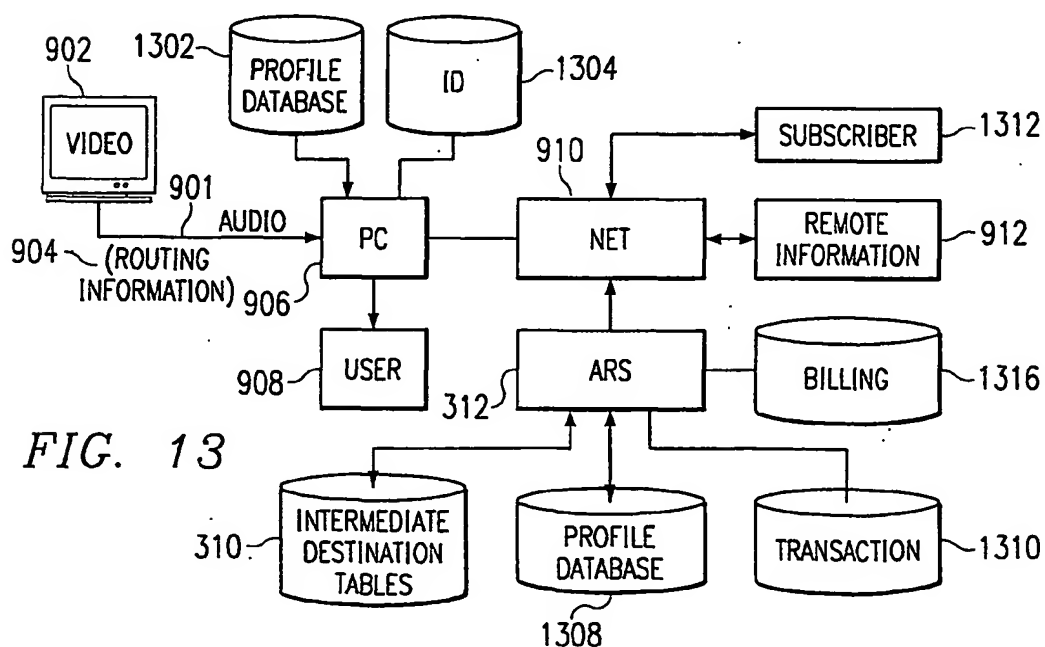 1302
902
PROFILE
DATABASE
ID
1304
VIDEO
910
SUBSCRIBER
1312
901
AUDIO
PC
NET
REMOTE
INFORMATION
912
904
(ROUTING
INFORMATION)
906
USER
908
ARS
312
BILLING
1316
FIG. 13
INTERMEDIATE
DESTINATION
TABLES
310
PROFILE
DATABASE
1308
TRANSACTION
1310